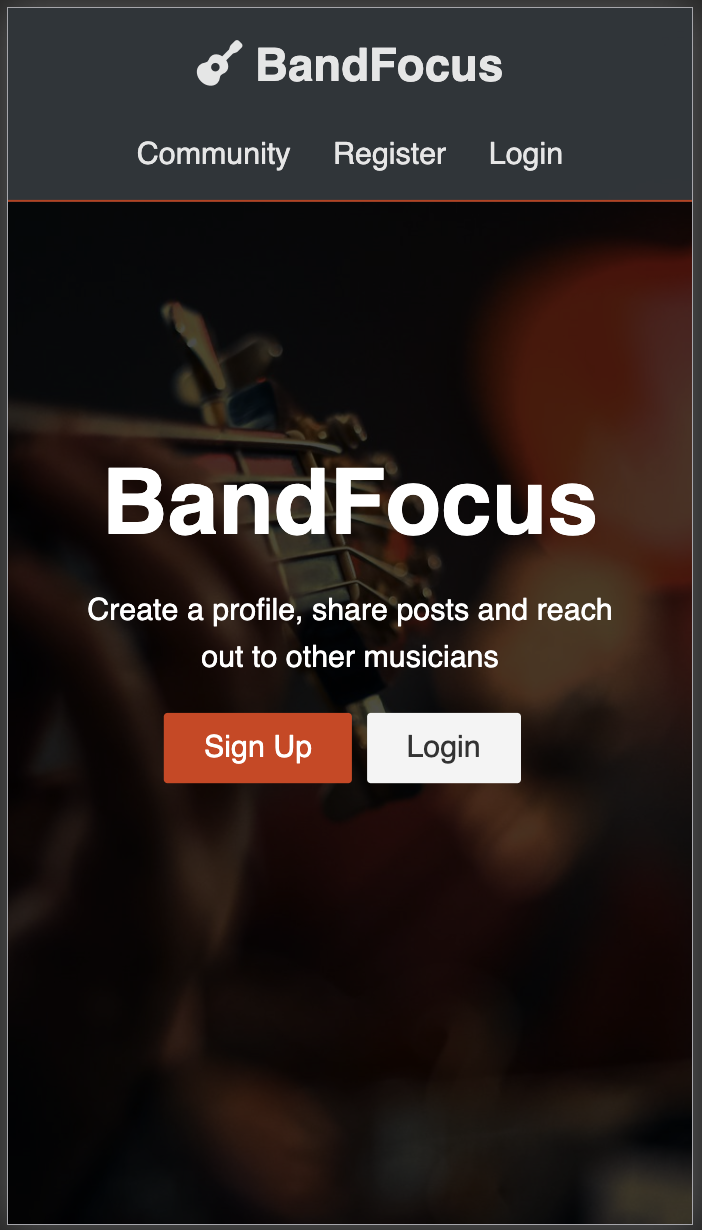 BandFocus
Community Register Login
BandFocus
Create a profile, share posts and reach
out to other musicians
Sign Up Login